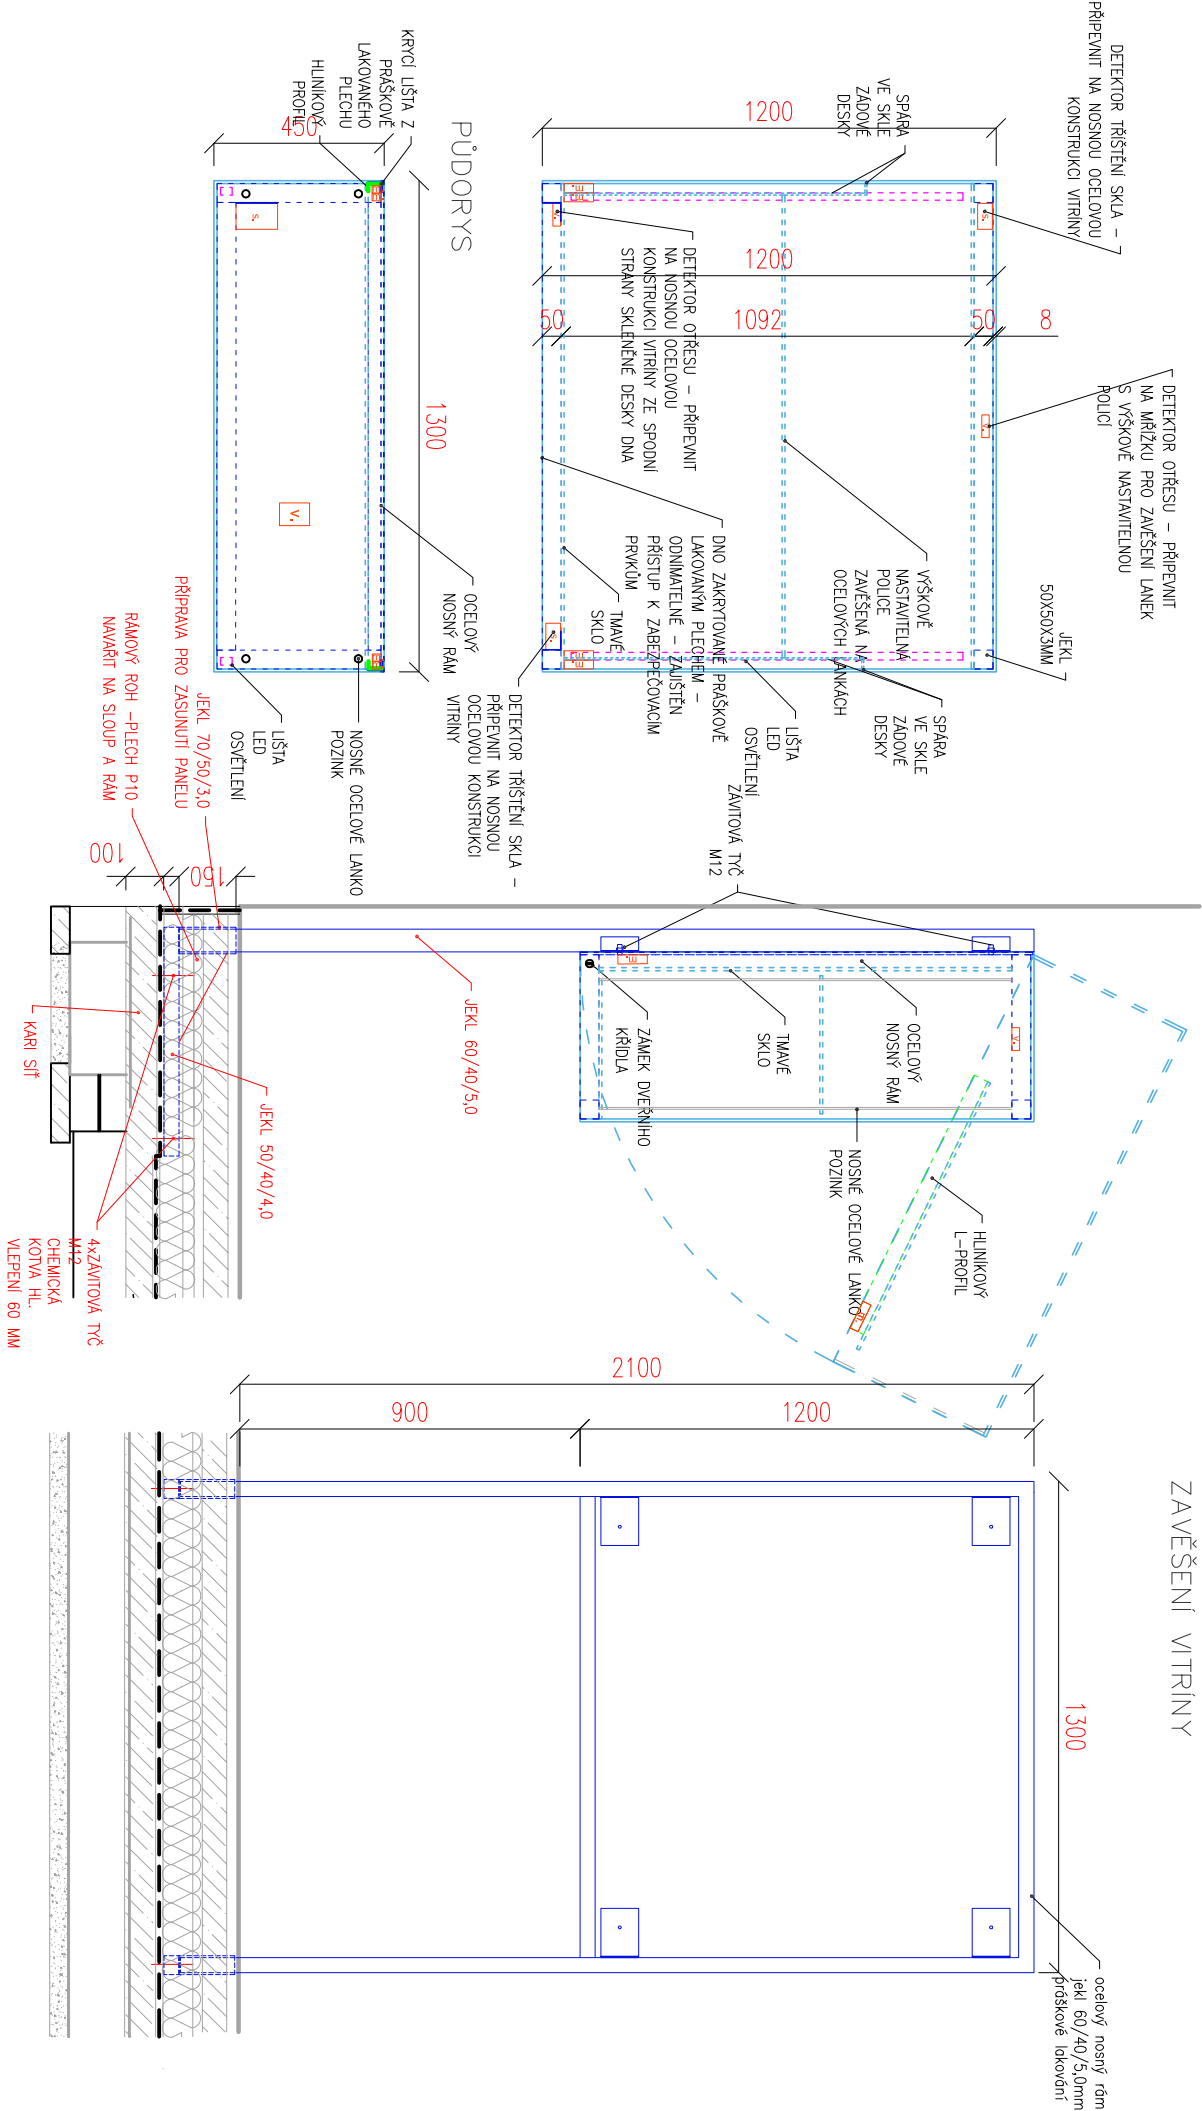 DETEKTOR TŘÍŠTĚNÍ SKLA –
PŘIPEVNIT NA NOSNOU OCELOVOU
KONSTRUKCI VITRÍNY
DETEKTOR OTŘESU – PŘIPEVNIT
NA MŘÍŽKU PRO ZAVĚŠENÍ LANEK
S VÝŠKOVĚ NASTAVITELNOU
POLICÍ
JEKL
50X50X3MM
SPÁRA
VE SKLE
ZÁDOVÉ
DESKY
1200
1200
50
1092
50
8
s.
v.
DETEKTOR OTŘESU – PŘIPEVNIT
NA NOSNOU OCELOVOU
KONSTRUKCI VITRÍNY ZE SPODNÍ
STRANY SKLENĚNÉ DESKY DNA
VÝŠKOVĚ
NASTAVITELNÁ
POLICE
ZAVĚŠENÁ NA
OCELOVÝCH LANKÁCH
SPÁRA
VE SKLE
ZÁDOVÉ
DESKY
DNO ZAKRYTOVANÉ PRÁŠKOVĚ
LAKOVANÝM PLECHEM –
ODNÍMATELNÉ – ZAJIŠTĚN
PŘÍSTUP K ZABEZPEČOVACÍM
PRVKŮM
TMAVÉ
SKLO
s.
LIŠTA
LED
OSVĚTLENÍ
DETEKTOR TŘÍŠTĚNÍ SKLA –
PŘIPEVNIT NA NOSNOU
OCELOVOU KONSTRUKCI
VITRÍNY
PŮDORYS
KRYCÍ LIŠTA Z
PRÁŠKOVĚ
LAKOVANÉHO
PLECHU
HLINÍKOVÝ
PROFIL
450
1300
s.
v.
OCELOVÝ
NOSNÝ RÁM
NOSNÉ OCELOVÉ LANKO
POZINK
LIŠTA
LED
OSVĚTLENÍ
ZÁVITOVÁ TYČ
M12
JEKL 70/50/3,0
PŘÍPRAVA PRO ZASUNUTÍ PANELU
RÁMOVÝ ROH –PLECH P10
NAVAŘIT NA SLOUP A RÁM
150
100
JEKL 60/40/5,0
JEKL 50/40/4,0
KARI SÍŤ
4xZÁVITOVÁ TYČ
M12
CHEMICKÁ
KOTVA HL.
VLEPENÍ 60 MM
v.
OCELOVÝ
NOSNÝ RÁM
TMAVÉ
SKLO
ZÁMEK DVEŘNÍHO
KŘÍDLA
NOSNÉ OCELOVÉ LANKO
POZINK
HLINÍKOVÝ
L–PROFIL
m.
ZAVĚŠENÍ VITRÍNY
2100
900
1200
1300
ocelový nosný rám
jekl 60/40/5,0mm
práškové lakování